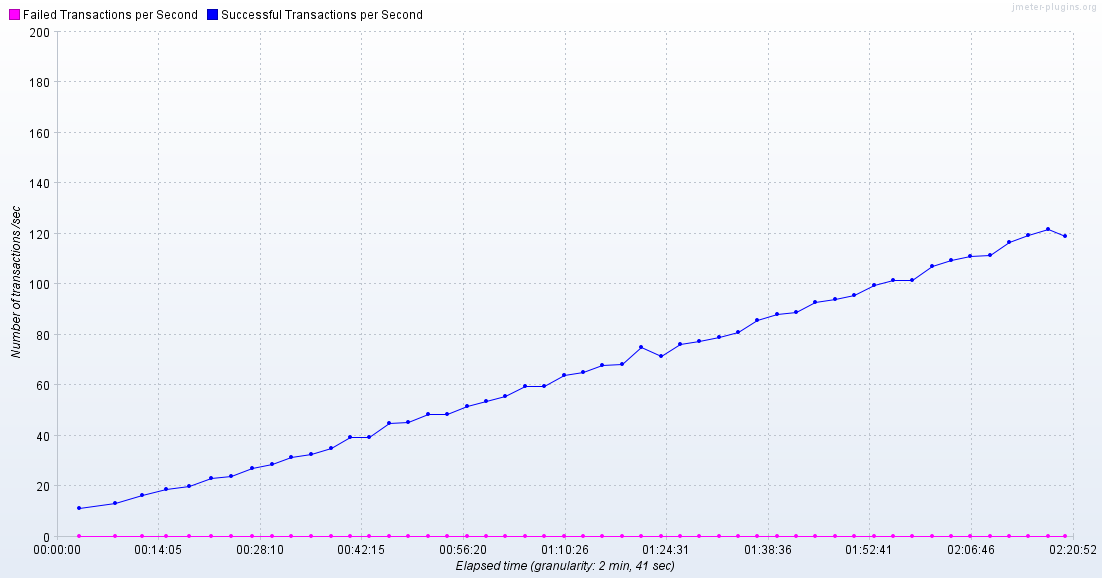 jmeter-plugins.org
Failed Transactions per Second Successful Transactions per Second
200
180
160
140
120
100
80
60
40
20
0
Number of transactions /sec
00:00:00 00:14:05 00:28:10 00:42:15 00:56:20 01:10:26 01:24:31 01:38:36 01:52:41 02:06:46 02:20:52
Elapsed time (granularity: 2 min, 41 sec)